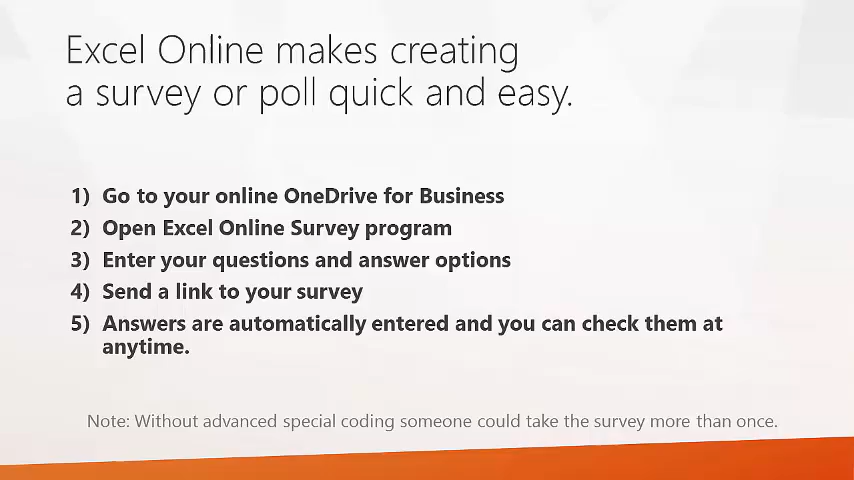 Excel Online makes creating
a survey or poll quick and easy.
1) Go to your online OneDrive for Business
2) Open Excel Online Survey program
3) Enter your questions and answer options
4) Send a link to your survey
5) Answers are automatically entered and you can check them at
anytime.
Note: Without advanced special coding someone could take the survey more than once.